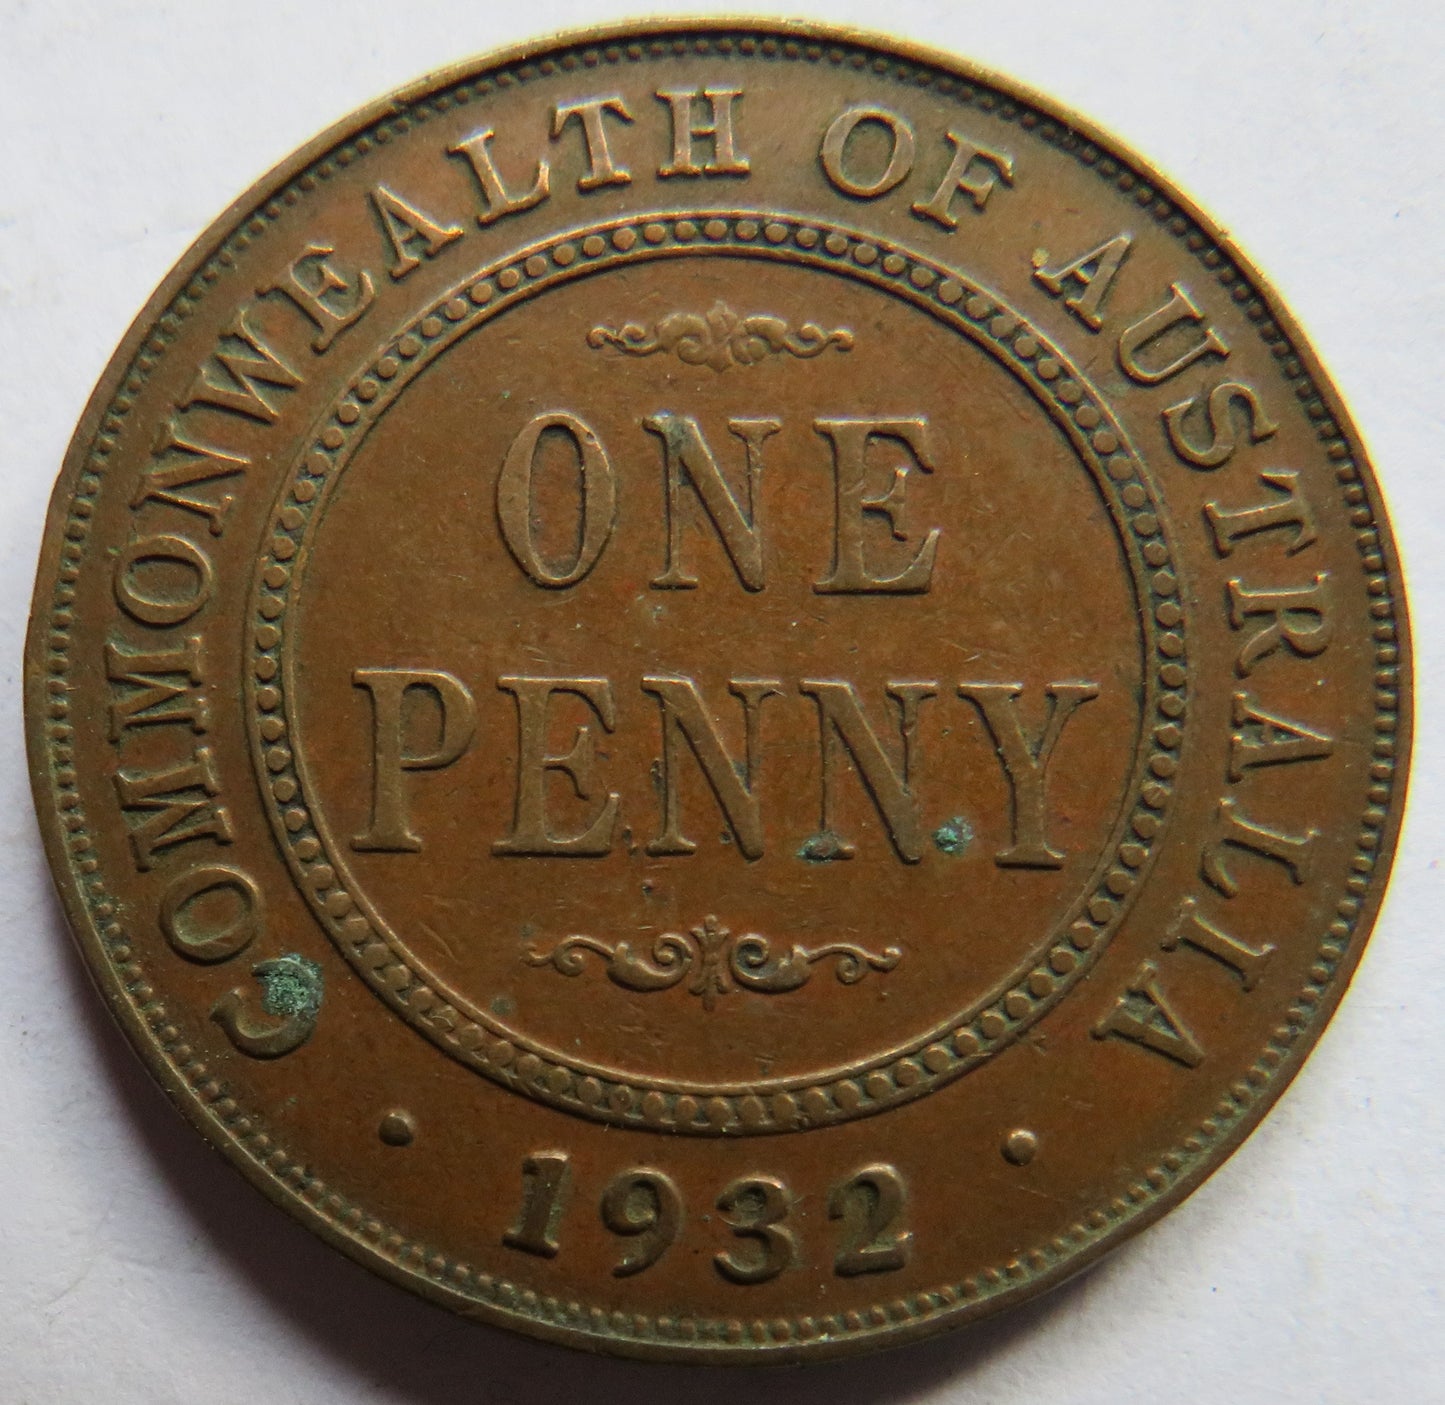 COMMONWEALTH OF AUSTRALIA
ONE
PENNY
· 1932 ·